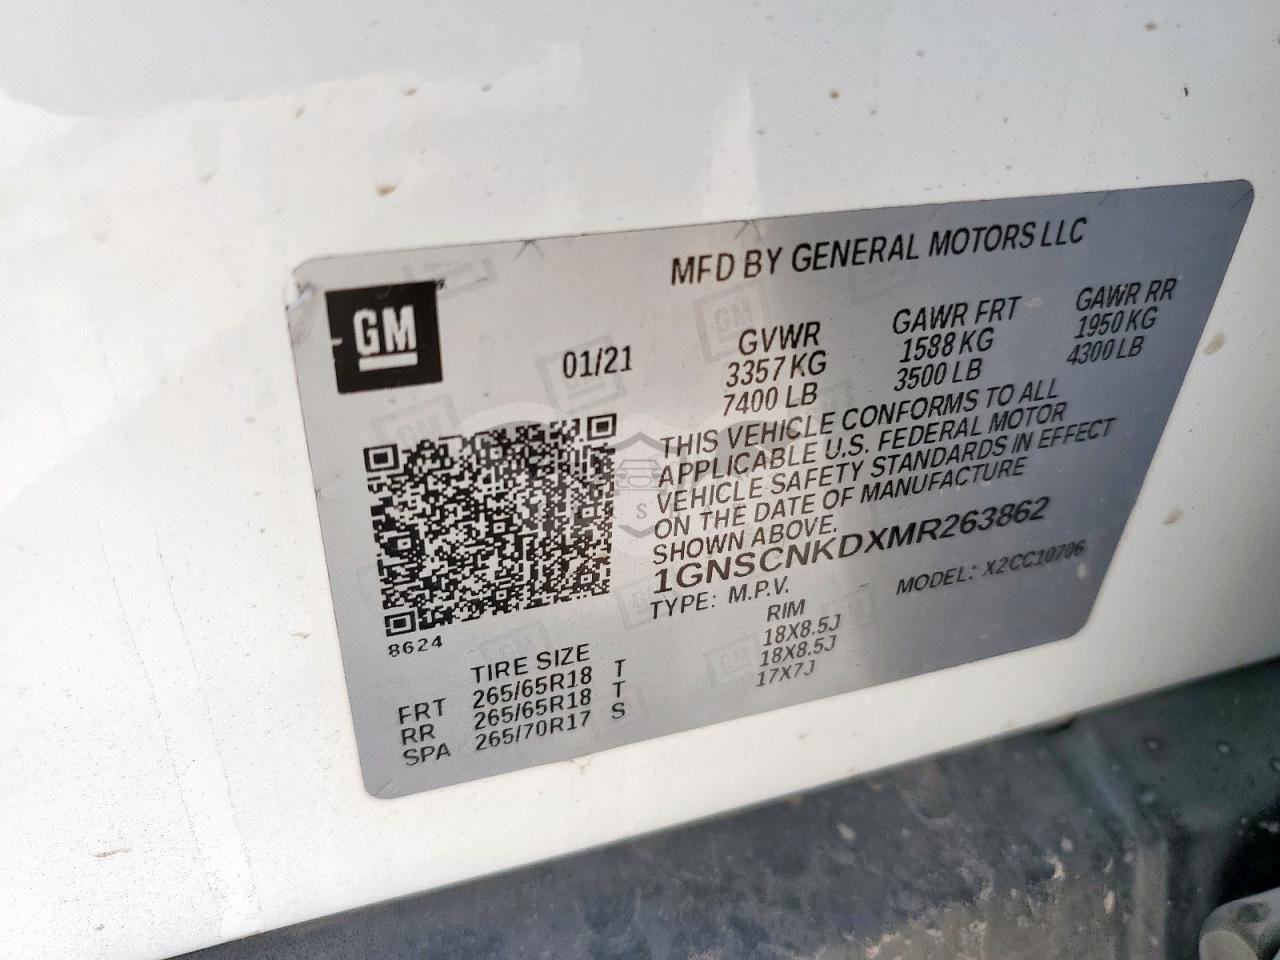 MFD BY GENERAL MOTORS LLC
GM
01/21
GVWR GAWR FRT GAWR RR
3357 KG 1588 KG 1950 KG
7400 LB 3500 LB 4300 LB
THIS VEHICLE CONFORMS TO ALL
APPLICABLE U.S. FEDERAL MOTOR
VEHICLE SAFETY STANDARDS IN EFFECT
ON THE DATE OF MANUFACTURE
SHOWN ABOVE.
1GNSCNKDXMR263862
TYPE: M.P.V. MODEL: X2CC10706
8624
TIRE SIZE RIM
FRT 265/65R18 T 18X8.5J
RR 265/65R18 T 18X8.5J
SPA 265/70R17 S 17X7J